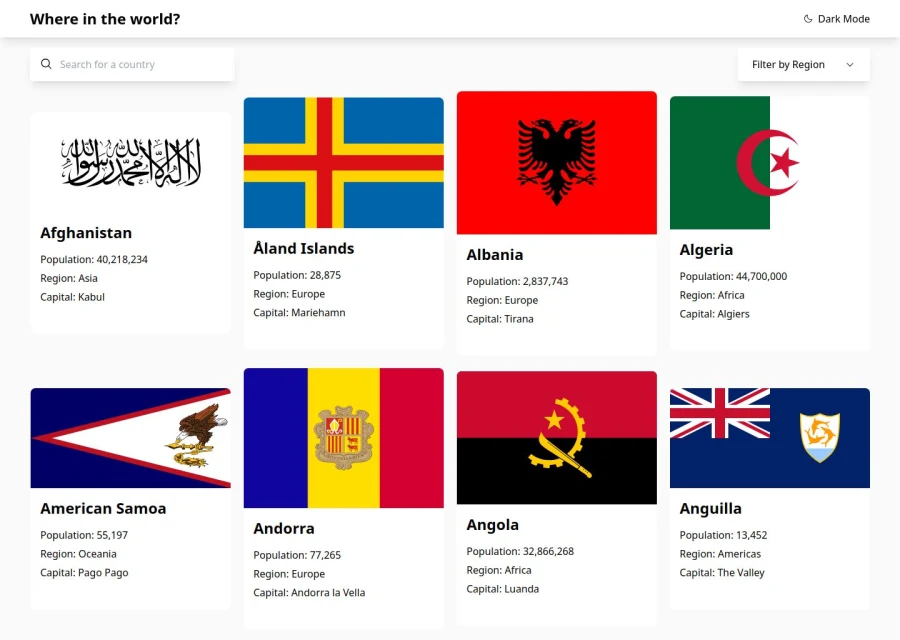 Where in the world?
Dark Mode
Search for a country
Filter by Region
لا إله إلا الله محمد رسول الله
Afghanistan
Population: 40,218,234
Region: Asia
Capital: Kabul
Åland Islands
Population: 28,875
Region: Europe
Capital: Mariehamn
Albania
Population: 2,837,743
Region: Europe
Capital: Tirana
Algeria
Population: 44,700,000
Region: Africa
Capital: Algiers
American Samoa
Population: 55,197
Region: Oceania
Capital: Pago Pago
Andorra
Population: 77,265
Region: Europe
Capital: Andorra la Vella
Angola
Population: 32,866,268
Region: Africa
Capital: Luanda
Anguilla
Population: 13,452
Region: Americas
Capital: The Valley